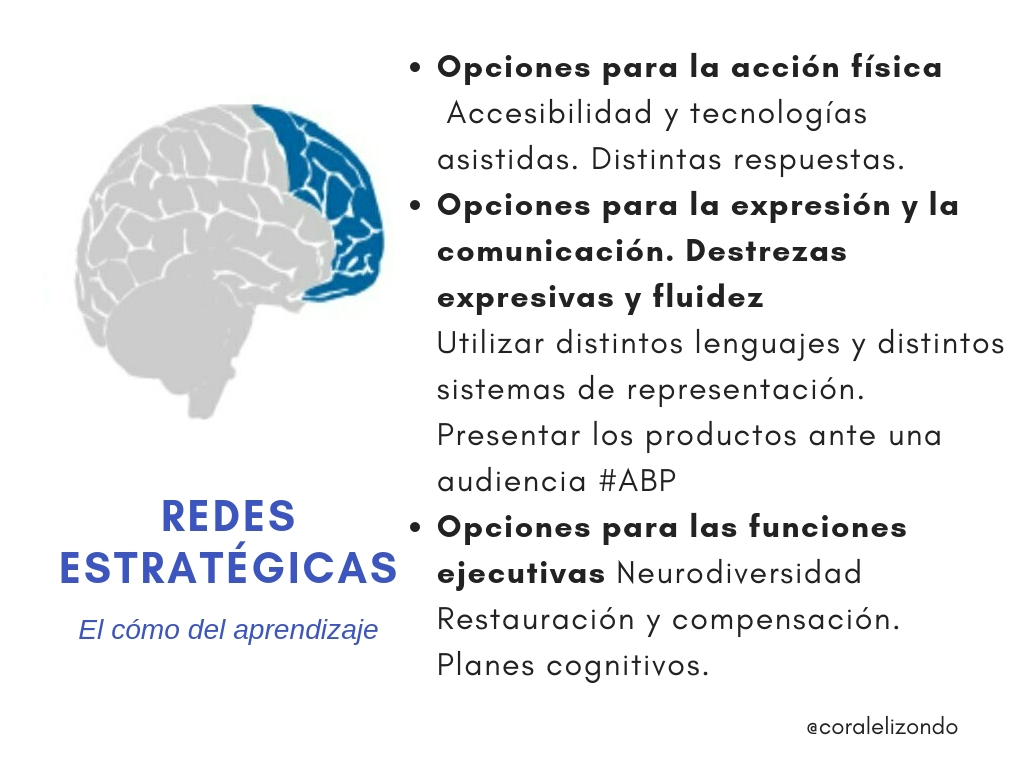 REDES
ESTRATÉGICAS
El cómo del aprendizaje
• Opciones para la acción física
Accesibilidad y tecnologías
asistidas. Distintas respuestas.
• Opciones para la expresión y la
comunicación. Destrezas
expresivas y fluidez
Utilizar distintos lenguajes y distintos
sistemas de representación.
Presentar los productos ante una
audiencia #ABP
• Opciones para las funciones
ejecutivas Neurodiversidad
Restauración y compensación.
Planes cognitivos.
@coralelizondo